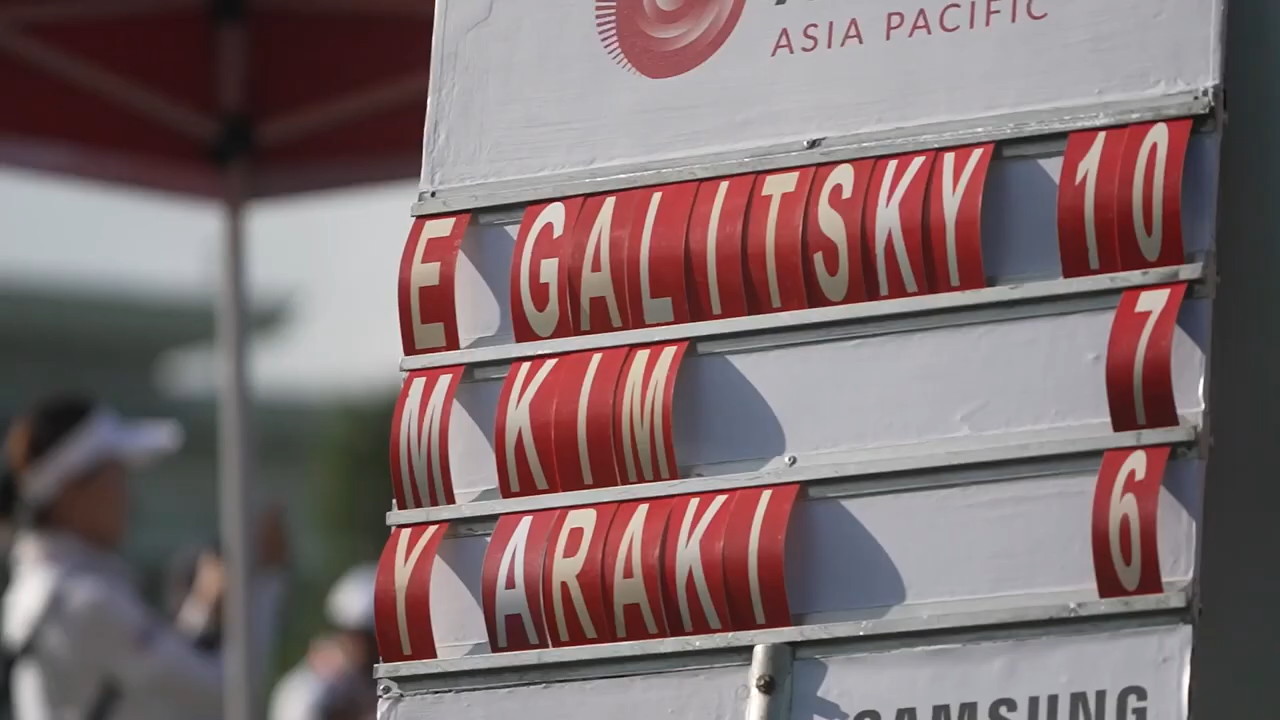 ASIA PACIFIC
E GALITSKY 10
M KIM 7
Y ARAKI 6
SAMSUNG